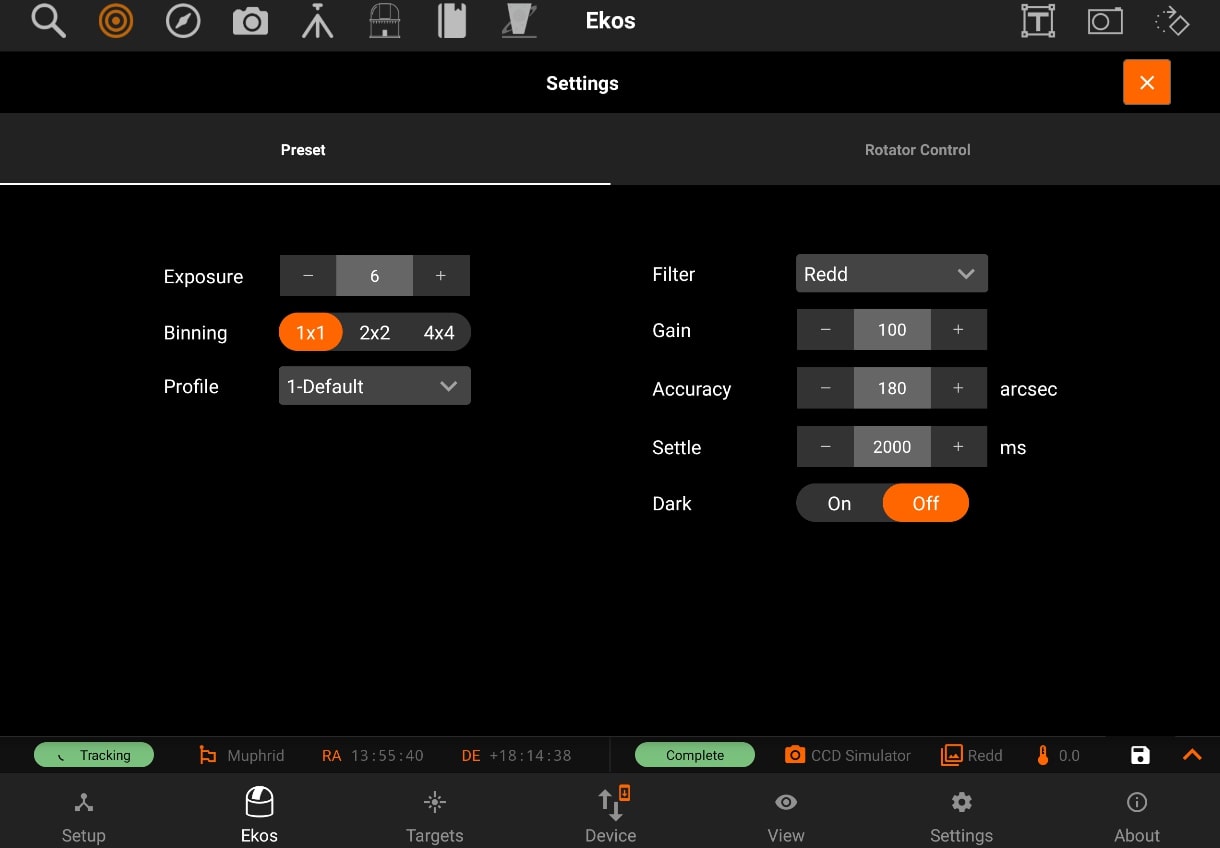 Ekos
T
Settings
Preset
Rotator Control
Exposure
− 6 +
Binning
1x1 2x2 4x4
Profile
1-Default
Filter
Redd
Gain
− 100 +
Accuracy
− 180 + arcsec
Settle
− 2000 + ms
Dark
On Off
Tracking Muphrid RA 13:55:40 DE +18:14:38 Complete CCD Simulator Redd 0.0
Setup Ekos Targets Device View Settings About